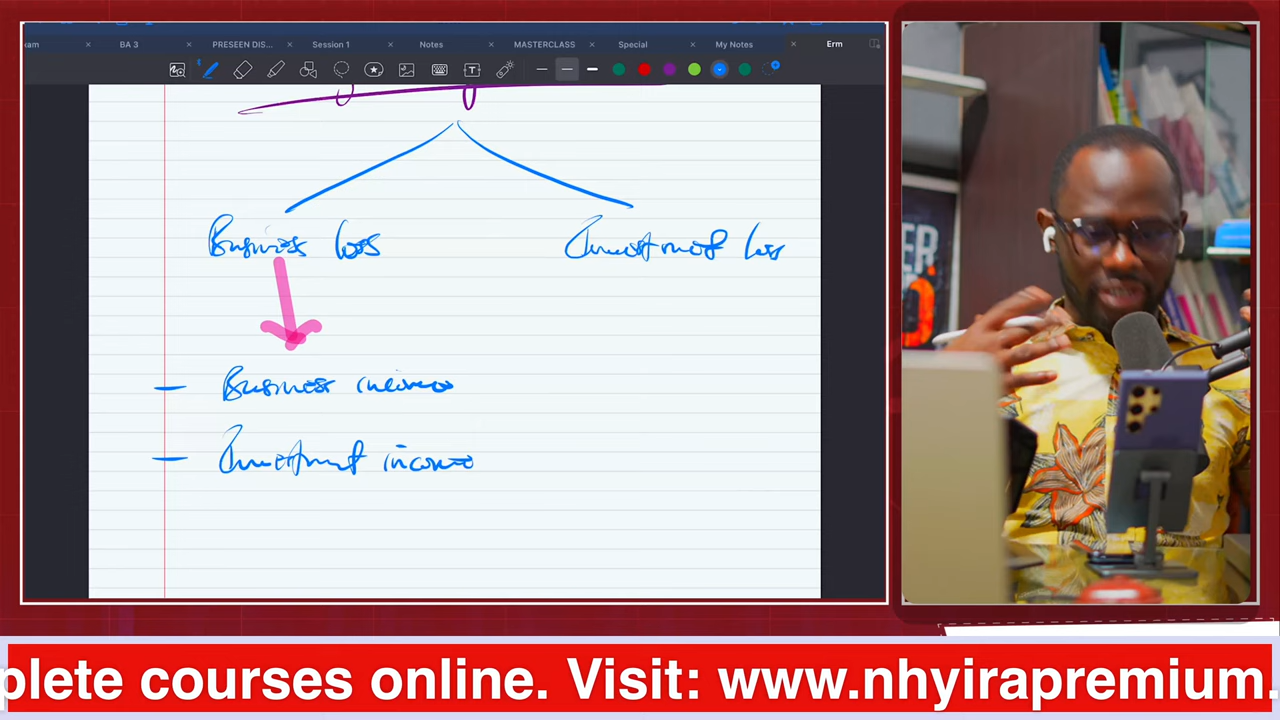 xam BA 3 PRESEEN DIS... Session 1 Notes MASTERCLASS Special My Notes Erm
Business loss
Investment loss
— Business income
— Investment income
plete courses online. Visit: www.nhyirapremium.